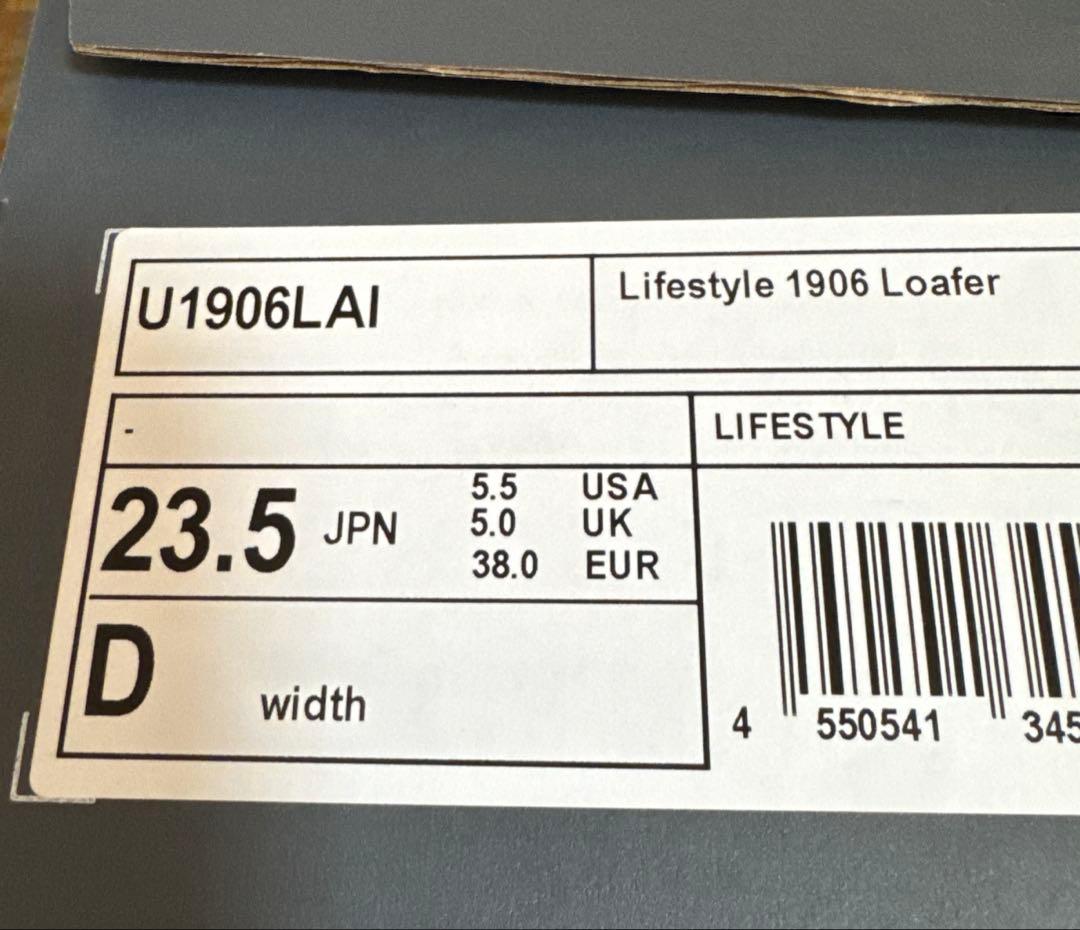 U1906LAI
Lifestyle 1906 Loafer
-
LIFESTYLE
23.5 JPN
5.5 USA
5.0 UK
38.0 EUR
D width
4 550541 345